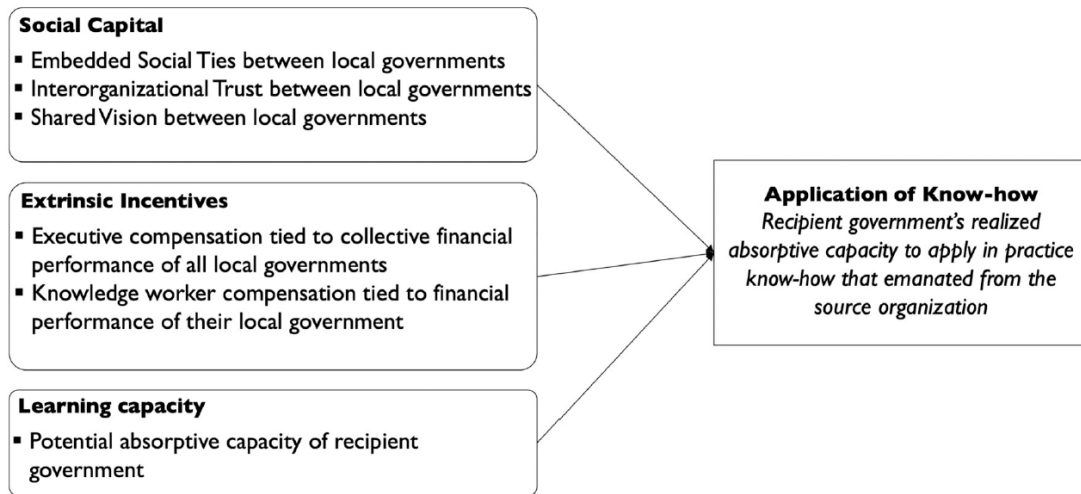 Social Capital
▪ Embedded Social Ties between local governments
▪ Interorganizational Trust between local governments
▪ Shared Vision between local governments
Extrinsic Incentives
▪ Executive compensation tied to collective financial
performance of all local governments
▪ Knowledge worker compensation tied to financial
performance of their local government
Learning capacity
▪ Potential absorptive capacity of recipient
government
Application of Know-how
Recipient government's realized
absorptive capacity to apply in practice
know-how that emanated from the
source organization